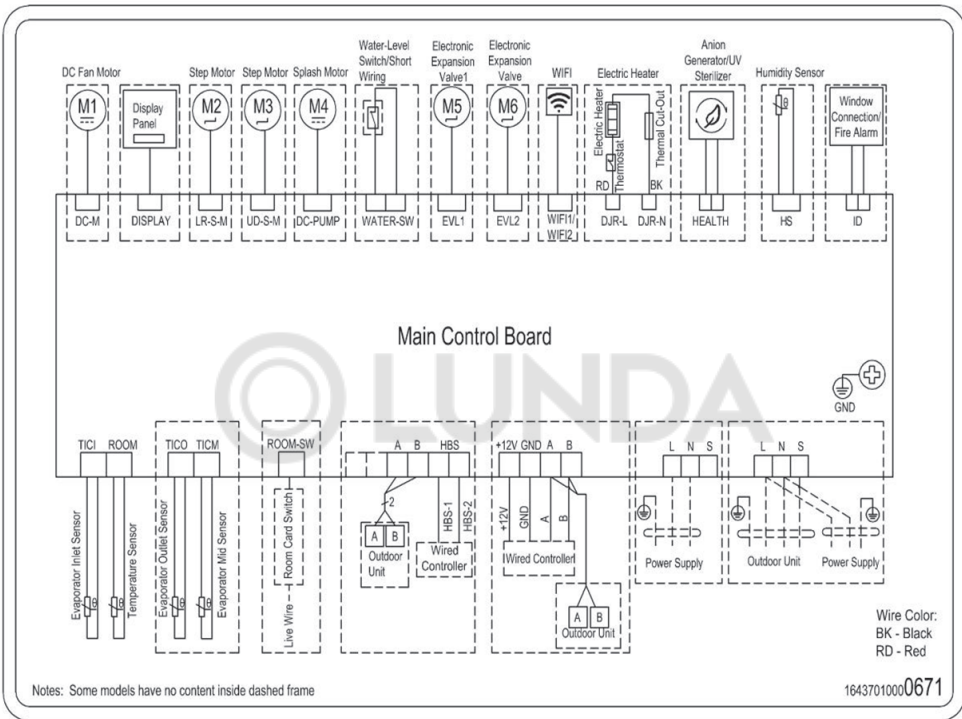 Water-Level
Switch/Short
Wiring
Electronic
Expansion
Valve1
Electronic
Expansion
Valve
Anion
Generator/UV
Sterilizer
DC Fan Motor
Step Motor
Step Motor
Splash Motor
WIFI
Electric Heater
Humidity Sensor
M1
Display
Panel
M2
M3
M4
M5
M6
Electric Heater
Thermostat
Thermal Cut-Out
θ
Window
Connection/
Fire Alarm
RD
BK
DC-M
DISPLAY
LR-S-M
UD-S-M
DC-PUMP
WATER-SW
EVL1
EVL2
WIFI1/
WIFI2
DJR-L
DJR-N
HEALTH
HS
ID
Main Control Board
LUNDA
GND
TICI
ROOM
TICO
TICM
ROOM-SW
A
B
HBS
+12V
GND
A
B
L
N
S
L
N
S
Evaporator Inlet Sensor
θ
Temperature Sensor
θ
Evaporator Outlet Sensor
θ
Evaporator Mid Sensor
θ
Live Wire
Room Card Switch
2
A
B
Outdoor
Unit
HBS-1
HBS-2
Wired
Controller
+12V
GND
A
B
Wired Controller
A
B
Outdoor Unit
Power Supply
Outdoor Unit
Power Supply
Wire Color:
BK - Black
RD - Red
Notes: Some models have no content inside dashed frame
16437010000671